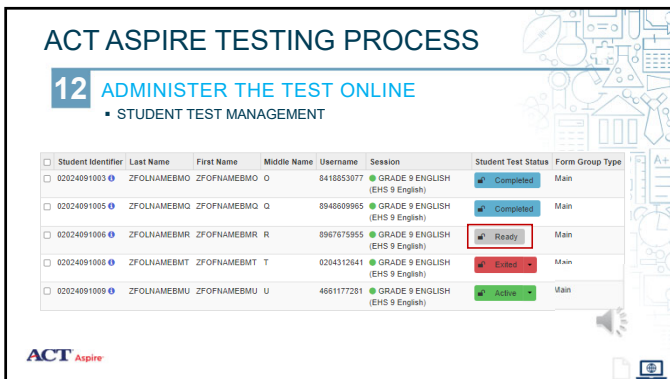 ACT ASPIRE TESTING PROCESS
12 ADMINISTER THE TEST ONLINE
▪ STUDENT TEST MANAGEMENT
Student Identifier Last Name First Name Middle Name Username Session Student Test Status Form Group Type
02024091003 ZFOLNAMEBMO ZFOFNAMEBMO O 8418853077 GRADE 9 ENGLISH Completed Main
(EHS 9 English)
02024091005 ZFOLNAMEBMQ ZFOFNAMEBMQ Q 8948609965 GRADE 9 ENGLISH Completed Main
(EHS 9 English)
02024091006 ZFOLNAMEBMR ZFOFNAMEBMR R 8967675955 GRADE 9 ENGLISH Ready Main
(EHS 9 English)
02024091008 ZFOLNAMEBMT ZFOFNAMEBMT T 0204312641 GRADE 9 ENGLISH Exited Main
(EHS 9 English)
02024091009 ZFOLNAMEBMU ZFOFNAMEBMU U 4661177281 GRADE 9 ENGLISH Active Main
(EHS 9 English)
A+
ACT Aspire